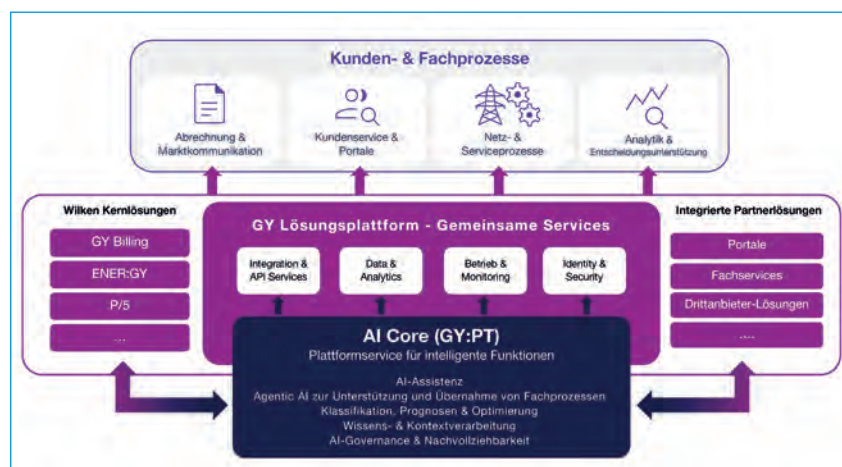 Kunden- & Fachprozesse
Abrechnung &
Marktkommunikation
Kundenservice &
Portale
Netz- &
Serviceprozesse
Analytik &
Entscheidungsunterstützung
Wilken Kernlösungen
GY Billing
ENER:GY
P/5
...
GY Lösungsplattform - Gemeinsame Services
Integration &
API Services
Data &
Analytics
Betrieb &
Monitoring
Identity &
Security
Integrierte Partnerlösungen
Portale
Fachservices
Drittanbieter-Lösungen
....
AI Core (GY:PT)
Plattformservice für intelligente Funktionen
AI-Assistenz
Agentic AI zur Unterstützung und Übernahme von Fachprozessen
Klassifikation, Prognosen & Optimierung
Wissens- & Kontextverarbeitung
AI-Governance & Nachvollziehbarkeit